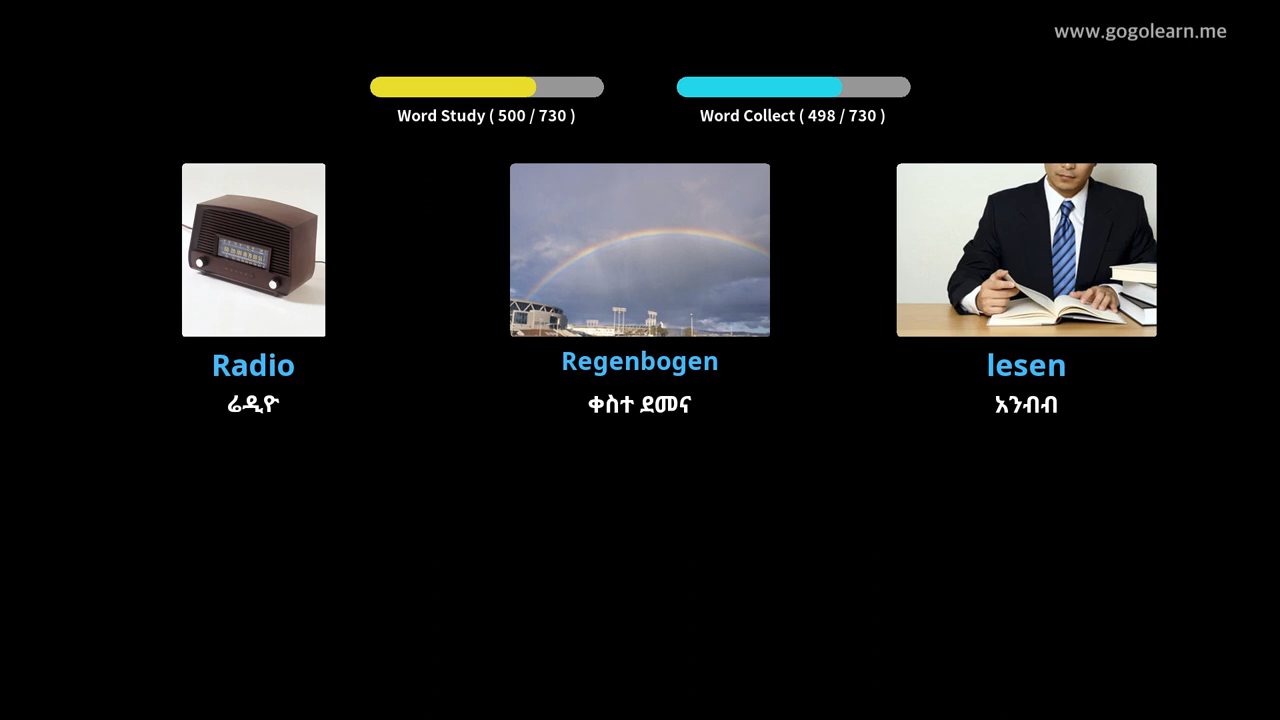 www.gogolearn.me
Word Study ( 500 / 730 )
Word Collect ( 498 / 730 )
Radio
ሬዲዮ
Regenbogen
ቀስተ ደመና
lesen
አንብብ